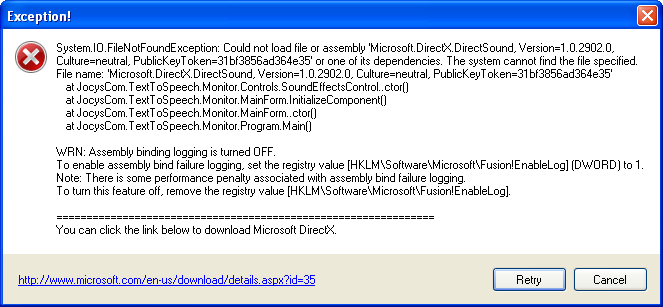 Exception!
System.IO.FileNotFoundException: Could not load file or assembly 'Microsoft.DirectX.DirectSound, Version=1.0.2902.0,
Culture=neutral, PublicKeyToken=31bf3856ad364e35' or one of its dependencies. The system cannot find the file specified.
File name: 'Microsoft.DirectX.DirectSound, Version=1.0.2902.0, Culture=neutral, PublicKeyToken=31bf3856ad364e35'
at JocysCom.TextToSpeech.Monitor.Controls.SoundEffectsControl..ctor()
at JocysCom.TextToSpeech.Monitor.MainForm.InitializeComponent()
at JocysCom.TextToSpeech.Monitor.MainForm..ctor()
at JocysCom.TextToSpeech.Monitor.Program.Main()
WRN: Assembly binding logging is turned OFF.
To enable assembly bind failure logging, set the registry value [HKLM\Software\Microsoft\Fusion!EnableLog] (DWORD) to 1.
Note: There is some performance penalty associated with assembly bind failure logging.
To turn this feature off, remove the registry value [HKLM\Software\Microsoft\Fusion!EnableLog].
===============================================================
You can click the link below to download Microsoft DirectX.
http://www.microsoft.com/en-us/download/details.aspx?id=35
Retry
Cancel